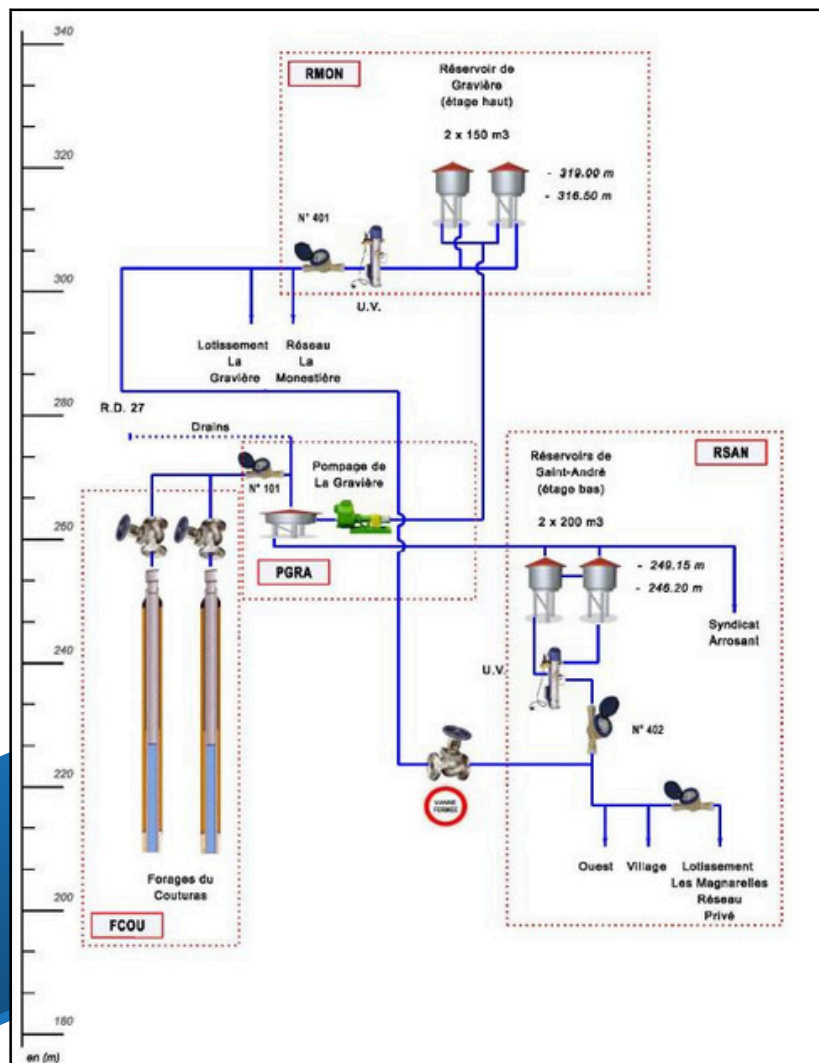 340
320
300
280
260
240
220
200
180
en (m)
RMON
Réservoir de
Gravière
(étage haut)
2 x 150 m3
- 319.00 m
- 316.50 m
N° 401
U.V.
Lotissement
La
Gravière
Réseau
La
Monestière
R.D. 27
Drains
N° 101
Pompage de
La Gravière
PGRA
RSAN
Réservoirs de
Saint-André
(étage bas)
2 x 200 m3
- 249.15 m
- 246.20 m
Syndicat
Arrosant
U.V.
N° 402
VANNE
FERMÉE
Ouest
Village
Lotissement
Les Magnarelles
Réseau
Privé
Forages du
Couturas
FCOU